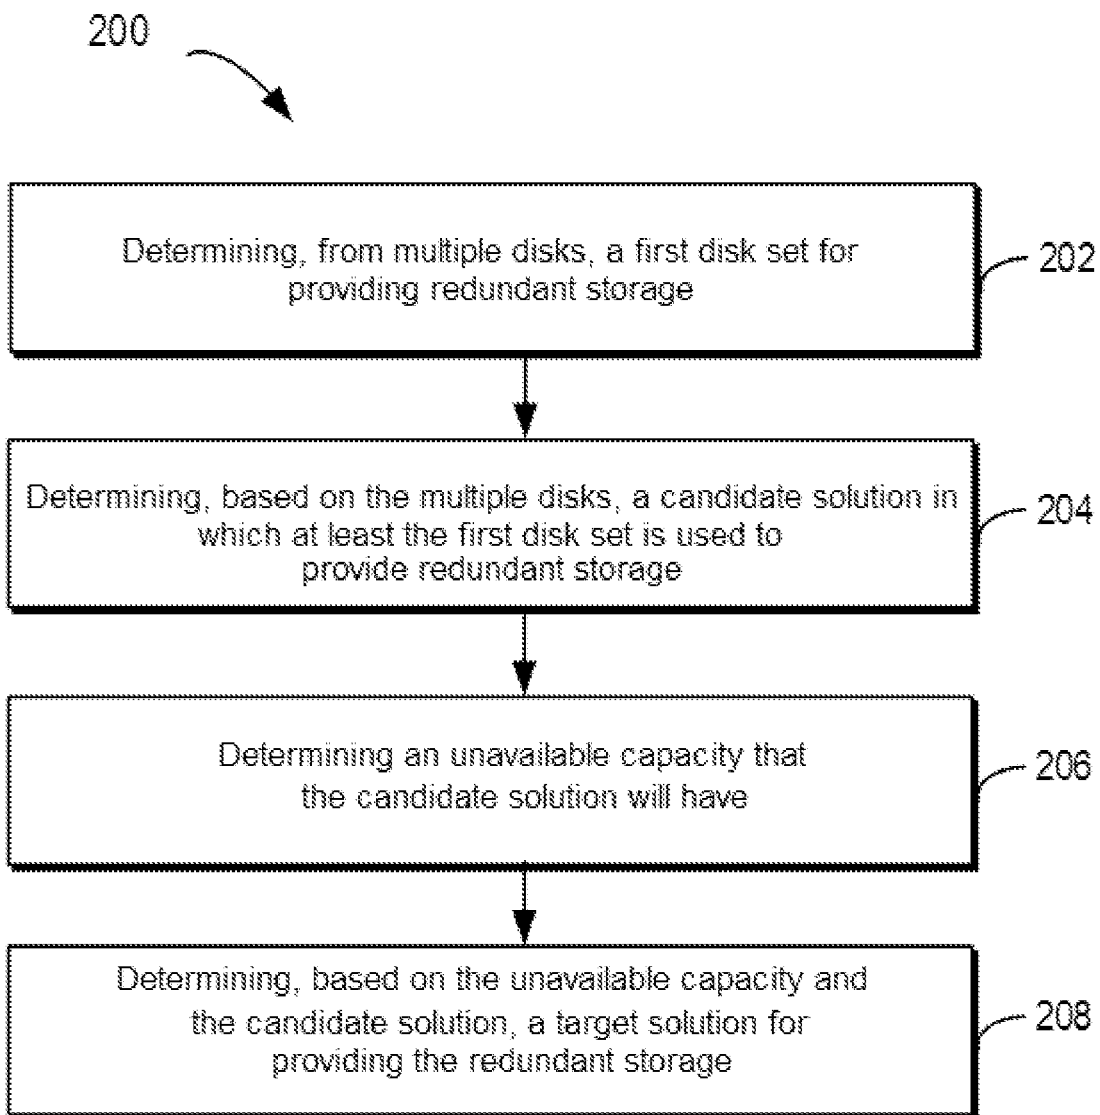 200
Determining, from multiple disks, a first disk set for
providing redundant storage
202
Determining, based on the multiple disks, a candidate solution in
which at least the first disk set is used to
provide redundant storage
204
Determining an unavailable capacity that
the candidate solution will have
206
Determining, based on the unavailable capacity and
the candidate solution, a target solution for
providing the redundant storage
208